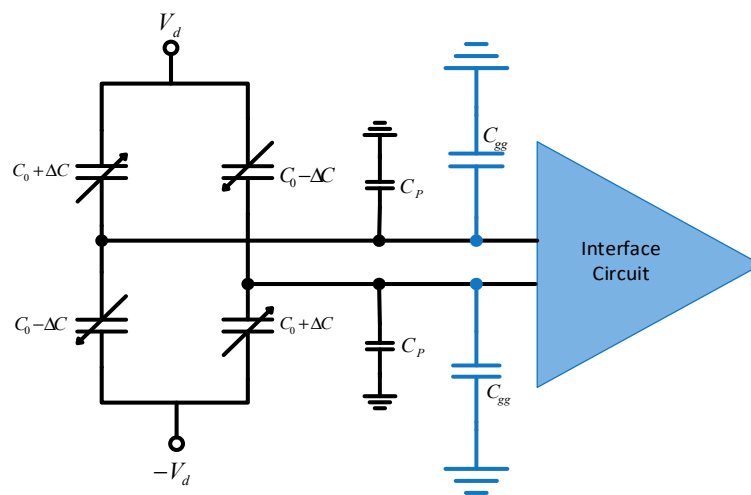 V_d
C_0+ΔC
C_0−ΔC
C_P
C_gg
Interface
Circuit
C_0−ΔC
C_0+ΔC
C_P
C_gg
−V_d